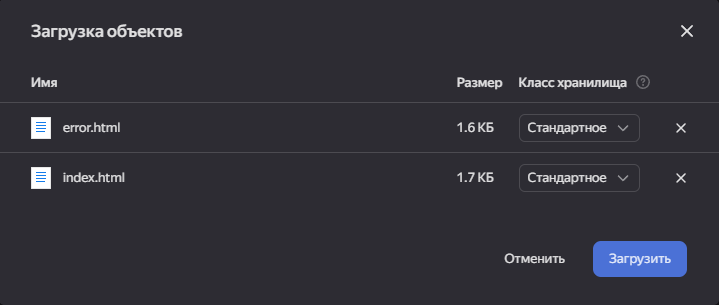 Загрузка объектов
Имя Размер Класс хранилища
error.html 1.6 КБ Стандартное
index.html 1.7 КБ Стандартное
Отменить Загрузить